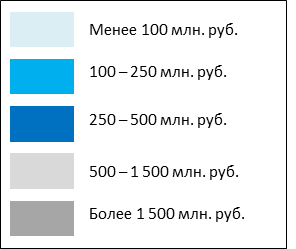 Менее 100 млн. руб.
100 – 250 млн. руб.
250 – 500 млн. руб.
500 – 1 500 млн. руб.
Более 1 500 млн. руб.